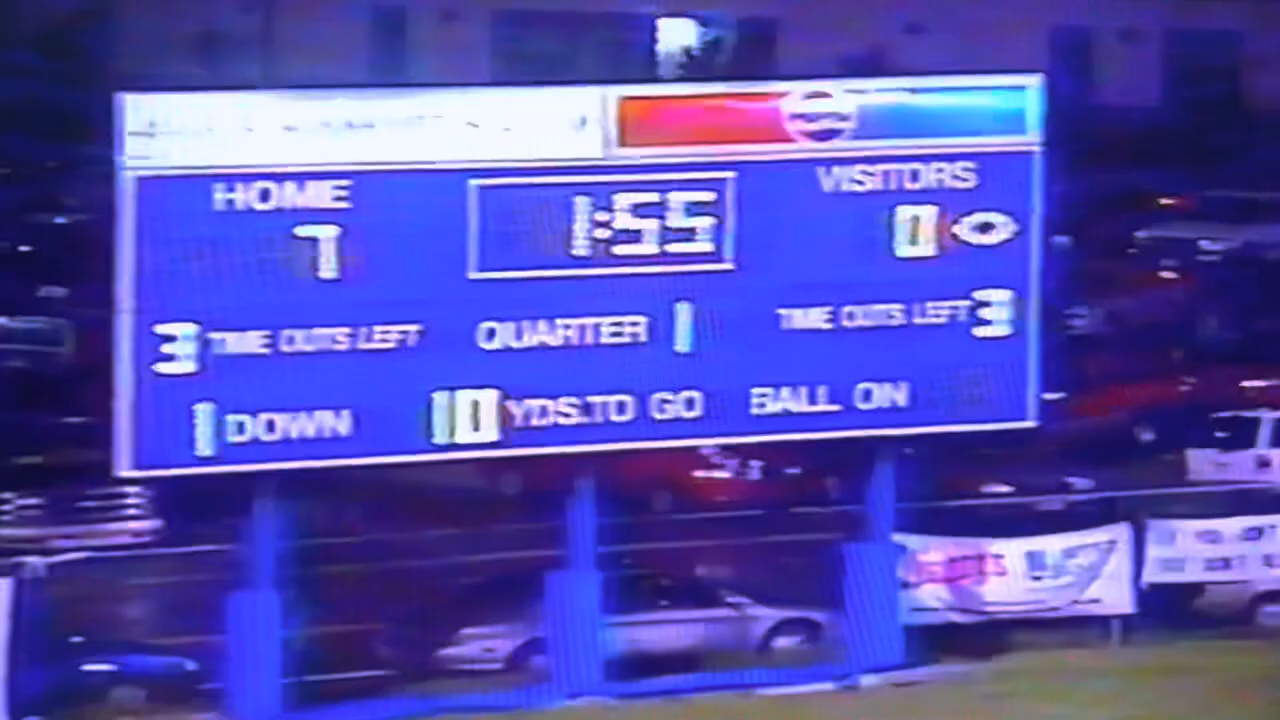 HOME
1:55
VISITORS
7
0
3 TIME OUTS LEFT
QUARTER 1
TIME OUTS LEFT 3
1 DOWN
10 YDS.TO GO
BALL ON